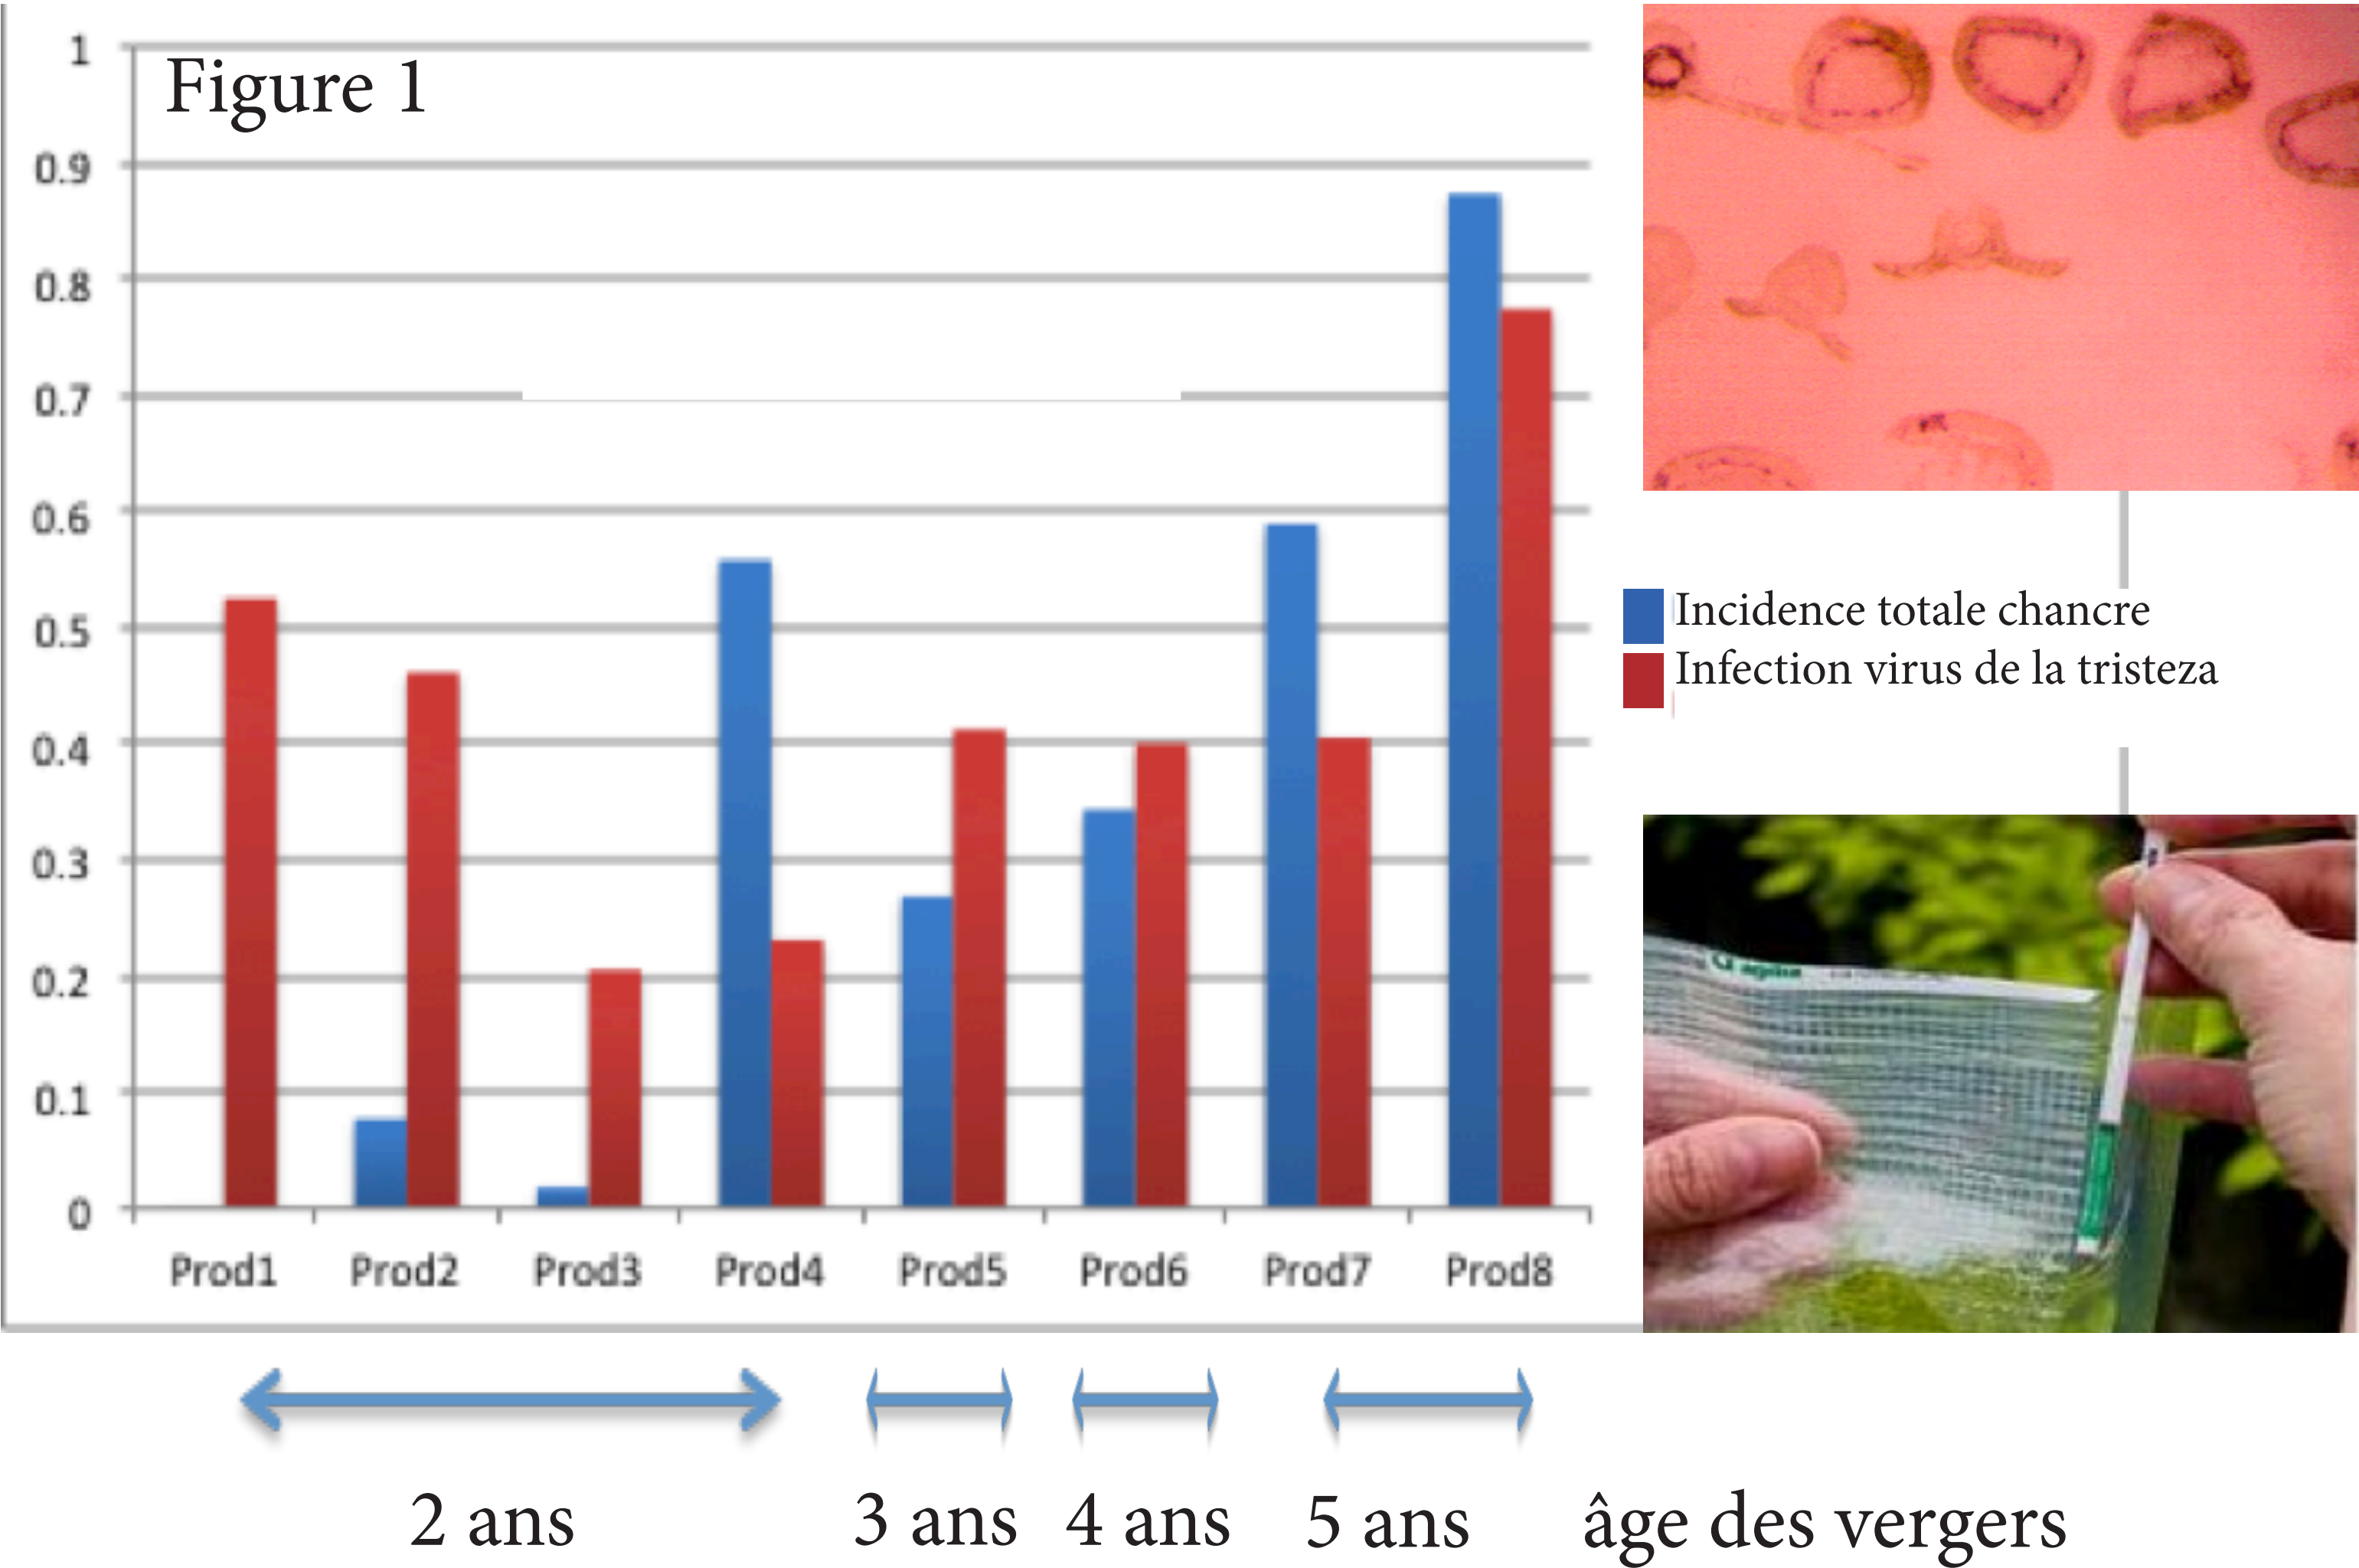 Figure 1
1
0.9
0.8
0.7
0.6
0.5
0.4
0.3
0.2
0.1
0
Prod1 Prod2 Prod3 Prod4 Prod5 Prod6 Prod7 Prod8
2 ans 3 ans 4 ans 5 ans âge des vergers
Incidence totale chancre
Infection virus de la tristeza
agdia